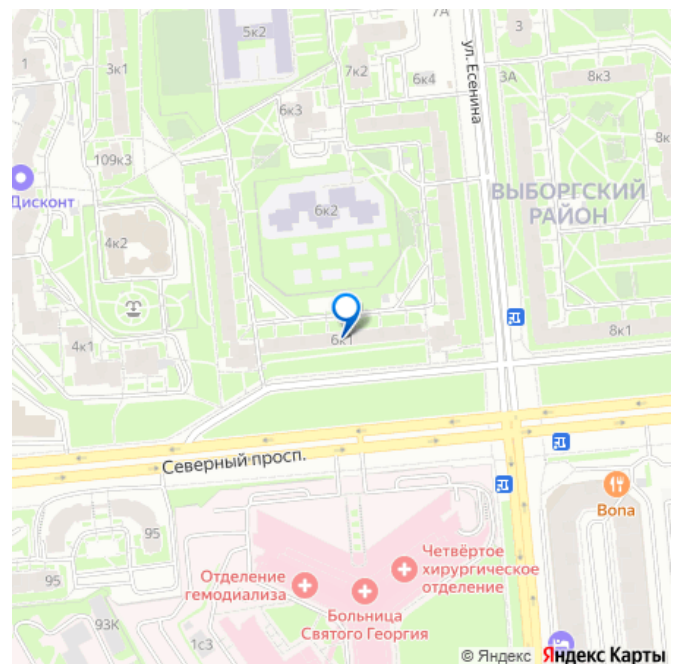 7А
3
5к2
1
3к1
7к2
6к4
ул. Есенина
3А
8к3
6к3
8к
109к3
Дисконт
ВЫБОРГСКИЙ
РАЙОН
6к2
4к2
6к1
8к1
4к1
Северный просп.
Bona
95
Четвёртое
хирургическое
отделение
Отделение
гемодиализа
95
Больница
Святого Георгия
93К
1с3
© Яндекс Яндекс Карты